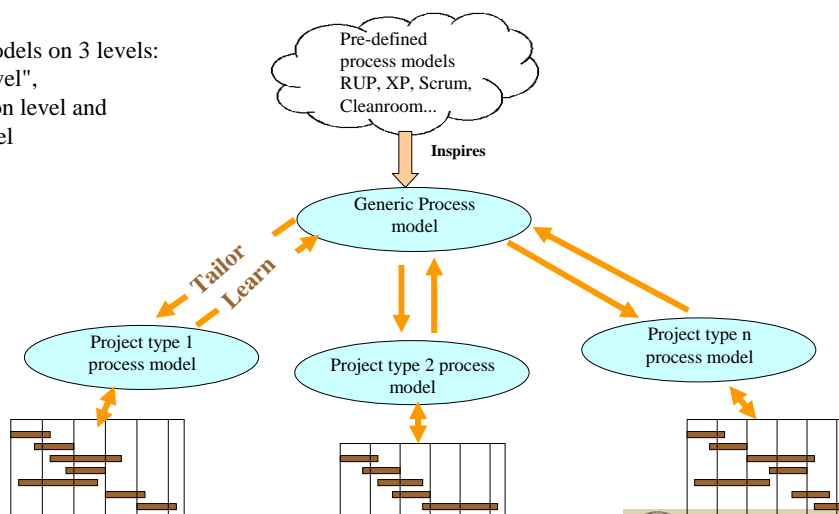 odels on 3 levels:
vel",
on level and
el
Pre-defined
process models
RUP, XP, Scrum,
Cleanroom...
Inspires
Generic Process
model
Tailor
Learn
Project type 1
process model
Project type 2 process
model
Project type n
process model